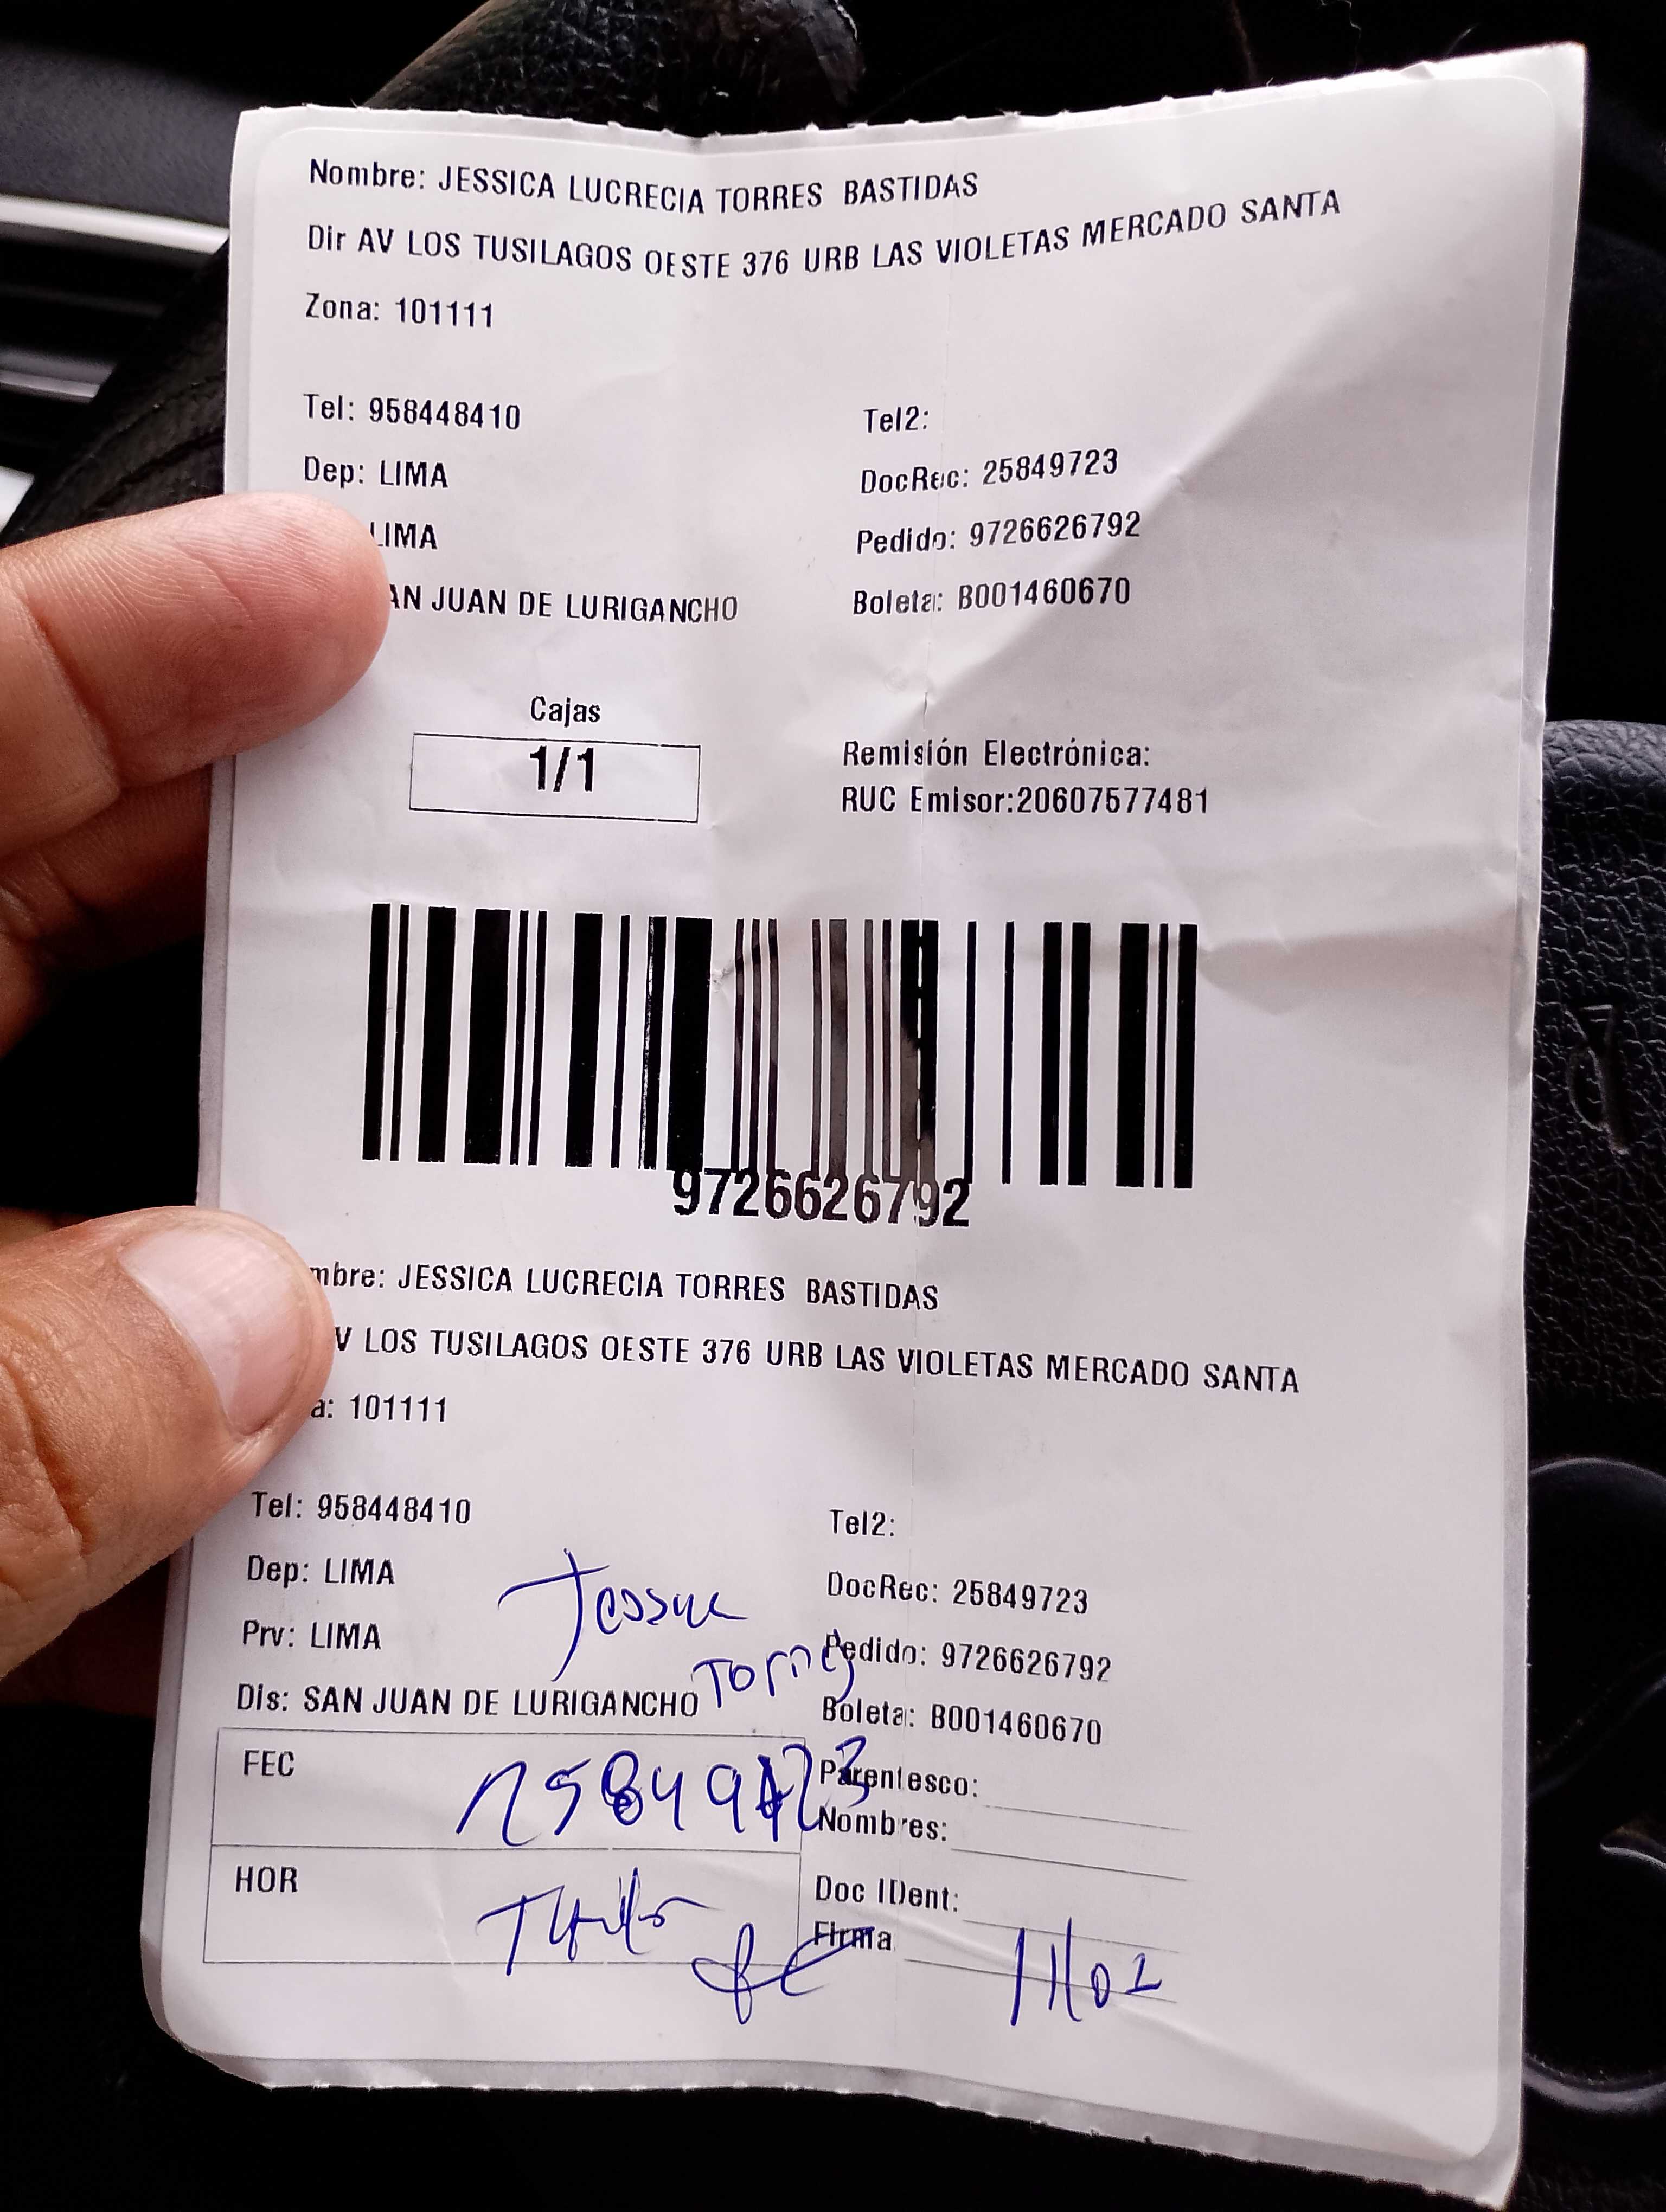 Nombre: JESSICA LUCRECIA TORRES BASTIDAS
Dir AV LOS TUSILAGOS OESTE 376 URB LAS VIOLETAS MERCADO SANTA
Zona: 101111
Tel: 958448410
Tel2:
Dep: LIMA
DocRec: 25849723
LIMA
Pedido: 9726626792
AN JUAN DE LURIGANCHO
Boleta: B001460670
Cajas
1/1
Remisión Electrónica:
RUC Emisor:20607577481
9726626792
mbre: JESSICA LUCRECIA TORRES BASTIDAS
V LOS TUSILAGOS OESTE 376 URB LAS VIOLETAS MERCADO SANTA
a: 101111
Tel: 958448410
Tel2:
Dep: LIMA
DocRec: 25849723
Prv: LIMA
Pedido: 9726626792
Torres
Dis: SAN JUAN DE LURIGANCHO
Boleta: B001460670
FEC
25849723
Parentesco:
Nombres:
HOR
Doc IDent:
Firma
11/02